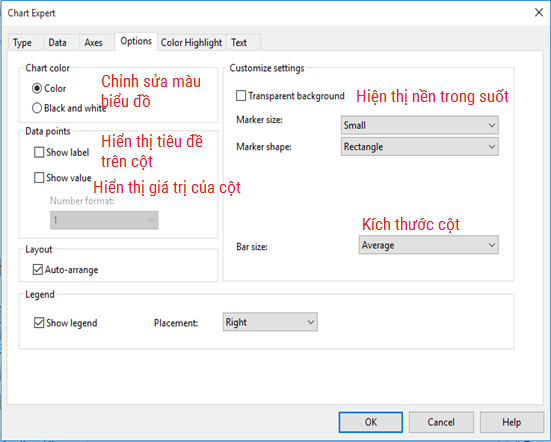 Chart Expert
Type Data Axes Options Color Highlight Text
Chart color
Color
Black and white
Chỉnh sửa màu
biểu đồ
Data points
Show label
Hiển thị tiêu đề
trên cột
Show value
Hiển thị giá trị của cột
Number format:
1
Layout
Auto-arrange
Customize settings
Transparent background
Hiện thị nền trong suốt
Marker size: Small
Marker shape: Rectangle
Kích thước cột
Bar size: Average
Legend
Show legend Placement: Right
OK Cancel Help